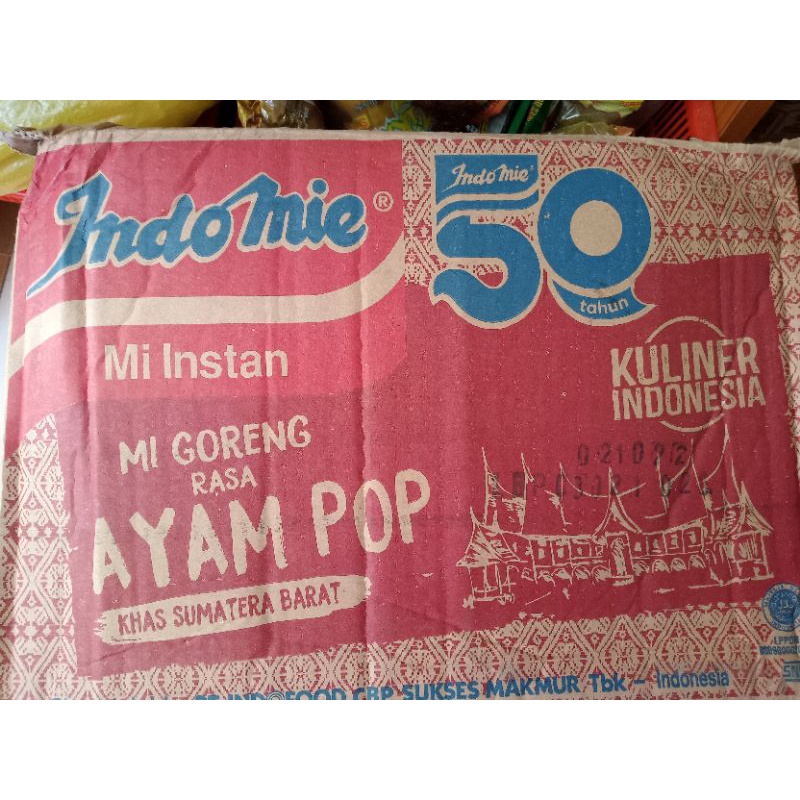 Indomie®
Indomie
50
tahun
Mi Instan
KULINER
INDONESIA
MI GORENG
RASA
AYAM POP
KHAS SUMATERA BARAT
PT INDOFOOD CBP SUKSES MAKMUR Tbk – Indonesia